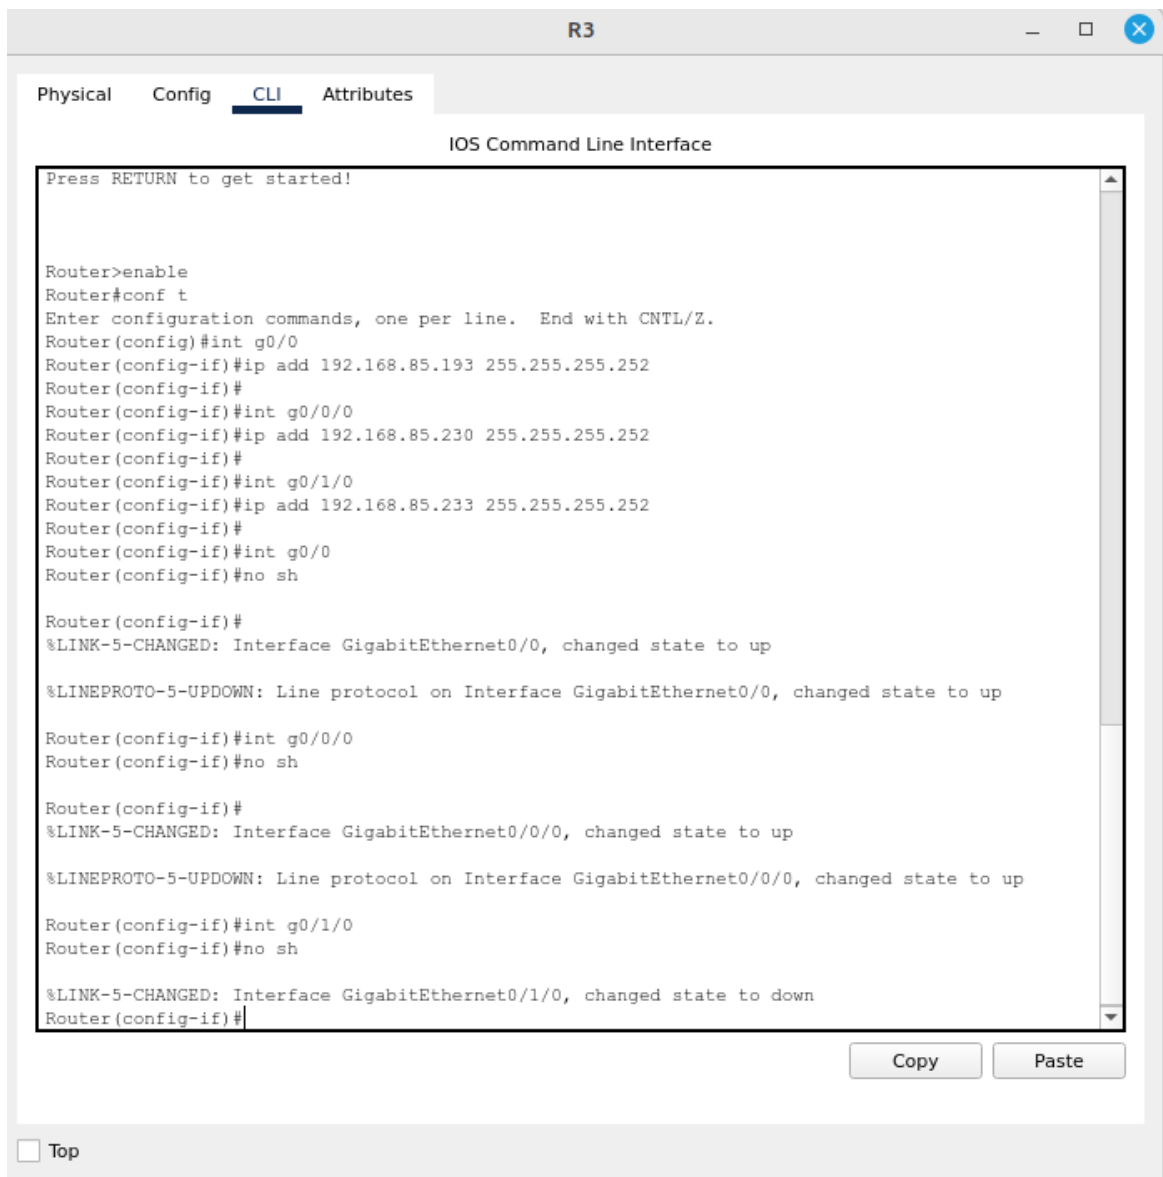 R3
Physical Config CLI Attributes
IOS Command Line Interface
Press RETURN to get started!
Router>enable
Router#conf t
Enter configuration commands, one per line.  End with CNTL/Z.
Router(config)#int g0/0
Router(config-if)#ip add 192.168.85.193 255.255.255.252
Router(config-if)#
Router(config-if)#int g0/0/0
Router(config-if)#ip add 192.168.85.230 255.255.255.252
Router(config-if)#
Router(config-if)#int g0/1/0
Router(config-if)#ip add 192.168.85.233 255.255.255.252
Router(config-if)#
Router(config-if)#int g0/0
Router(config-if)#no sh
Router(config-if)#
%LINK-5-CHANGED: Interface GigabitEthernet0/0, changed state to up
%LINEPROTO-5-UPDOWN: Line protocol on Interface GigabitEthernet0/0, changed state to up
Router(config-if)#int g0/0/0
Router(config-if)#no sh
Router(config-if)#
%LINK-5-CHANGED: Interface GigabitEthernet0/0/0, changed state to up
%LINEPROTO-5-UPDOWN: Line protocol on Interface GigabitEthernet0/0/0, changed state to up
Router(config-if)#int g0/1/0
Router(config-if)#no sh
%LINK-5-CHANGED: Interface GigabitEthernet0/1/0, changed state to down
Router(config-if)#
Copy Paste
Top